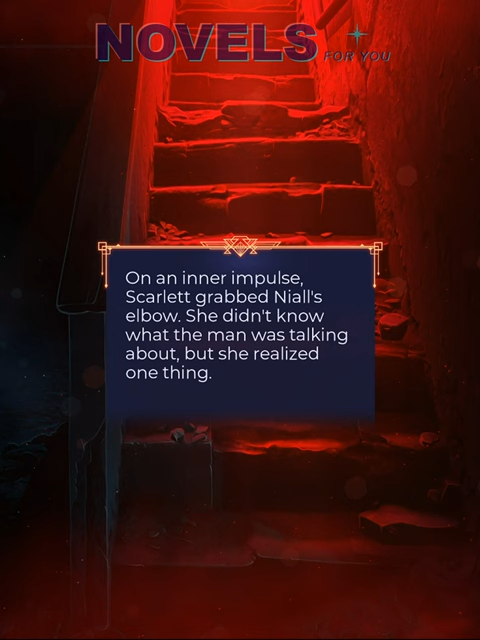 NOVELS FOR YOU
On an inner impulse,
Scarlett grabbed Niall's
elbow. She didn't know
what the man was talking
about, but she realized
one thing.